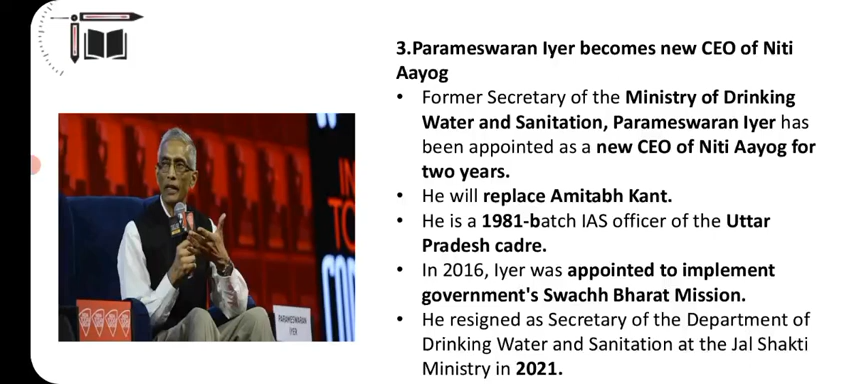 3.Parameswaran Iyer becomes new CEO of Niti
Aayog
• Former Secretary of the Ministry of Drinking
Water and Sanitation, Parameswaran Iyer has
been appointed as a new CEO of Niti Aayog for
two years.
• He will replace Amitabh Kant.
• He is a 1981-batch IAS officer of the Uttar
Pradesh cadre.
• In 2016, Iyer was appointed to implement
government's Swachh Bharat Mission.
• He resigned as Secretary of the Department of
Drinking Water and Sanitation at the Jal Shakti
Ministry in 2021.
IN
TO
PARAMESWARAN
IYER